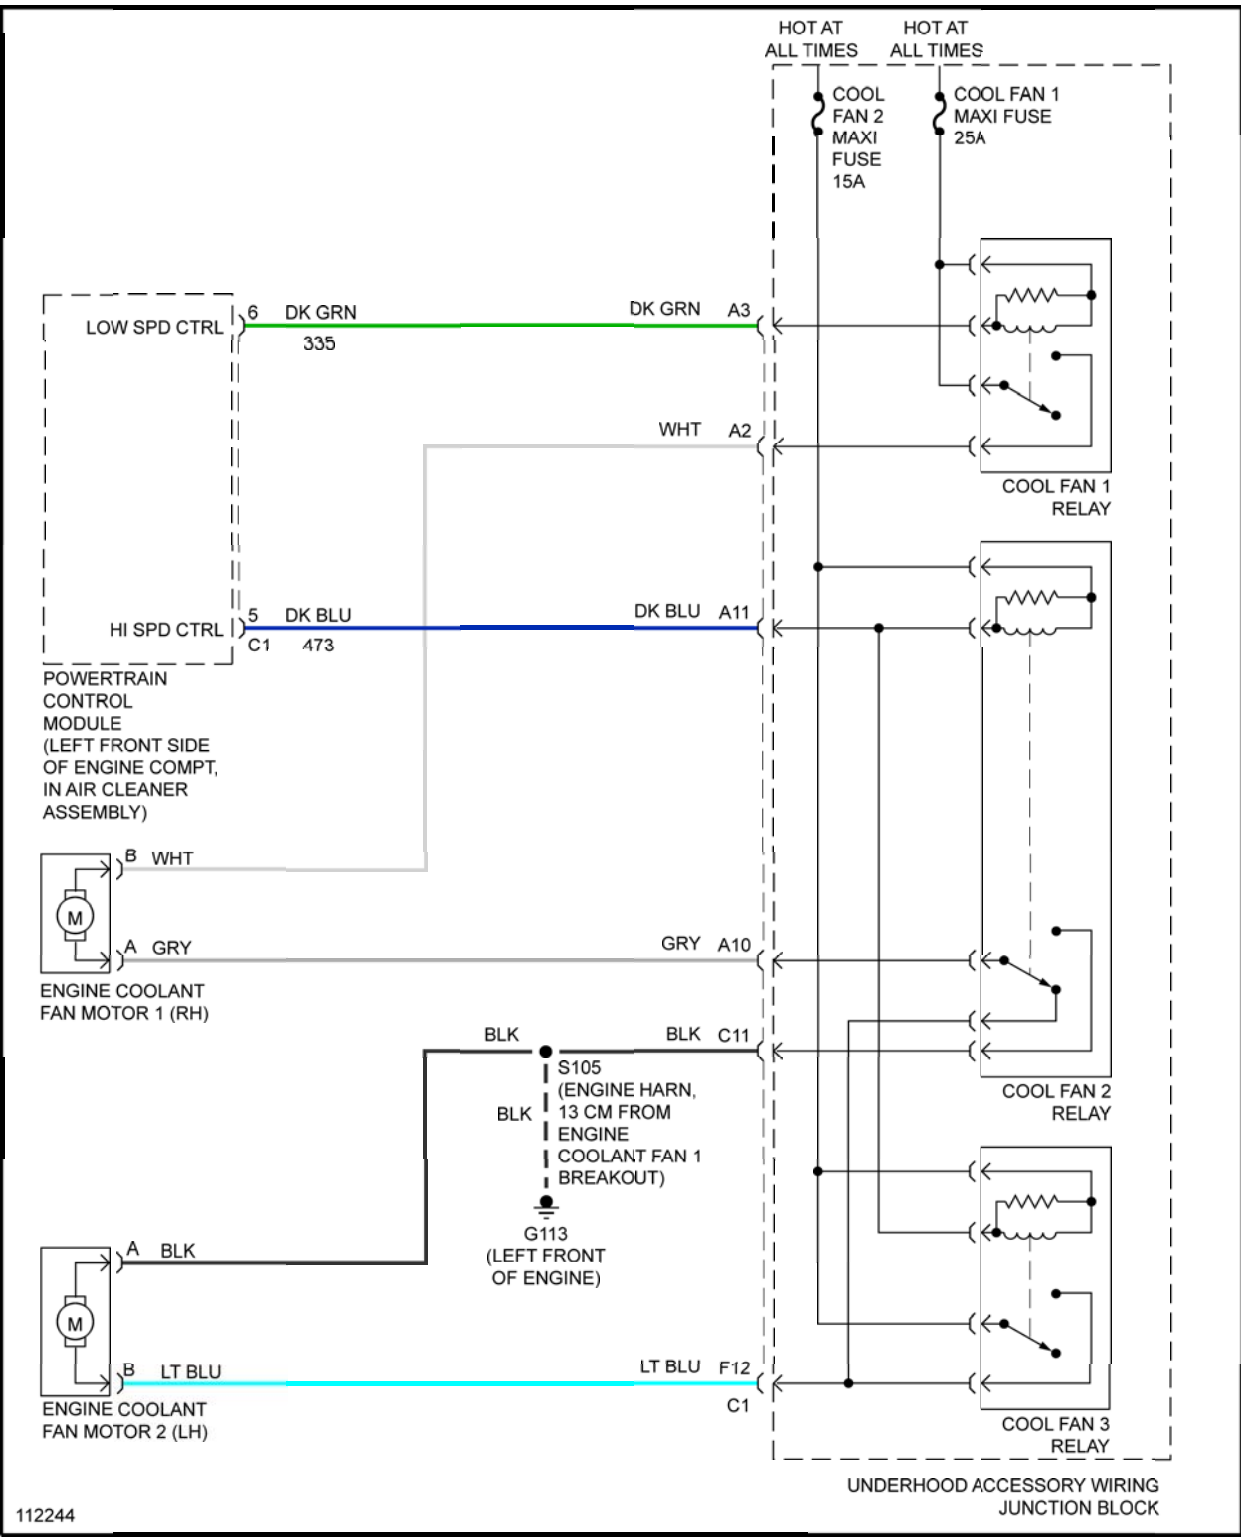 HOT AT
ALL TIMES
HOT AT
ALL TIMES
COOL
FAN 2
MAXI
FUSE
15A
COOL FAN 1
MAXI FUSE
25A
LOW SPD CTRL
6
DK GRN
335
DK GRN
A3
WHT
A2
COOL FAN 1
RELAY
HI SPD CTRL
5
DK BLU
C1
473
DK BLU
A11
POWERTRAIN
CONTROL
MODULE
(LEFT FRONT SIDE
OF ENGINE COMPT,
IN AIR CLEANER
ASSEMBLY)
B
WHT
M
A
GRY
GRY
A10
ENGINE COOLANT
FAN MOTOR 1 (RH)
BLK
BLK
C11
S105
(ENGINE HARN,
13 CM FROM
ENGINE
COOLANT FAN 1
BREAKOUT)
BLK
COOL FAN 2
RELAY
G113
(LEFT FRONT
OF ENGINE)
A
BLK
M
B
LT BLU
LT BLU
F12
C1
ENGINE COOLANT
FAN MOTOR 2 (LH)
COOL FAN 3
RELAY
UNDERHOOD ACCESSORY WIRING
JUNCTION BLOCK
112244